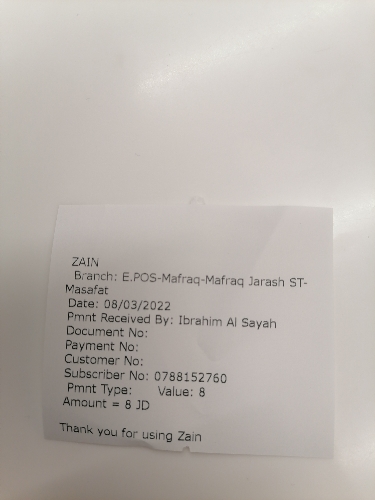 ZAIN
Branch: E.POS-Mafraq-Mafraq Jarash ST-
Masafat
Date: 08/03/2022
Pmnt Received By: Ibrahim Al Sayah
Document No:
Payment No:
Customer No:
Subscriber No: 0788152760
Pmnt Type: Value: 8
Amount = 8 JD
Thank you for using Zain